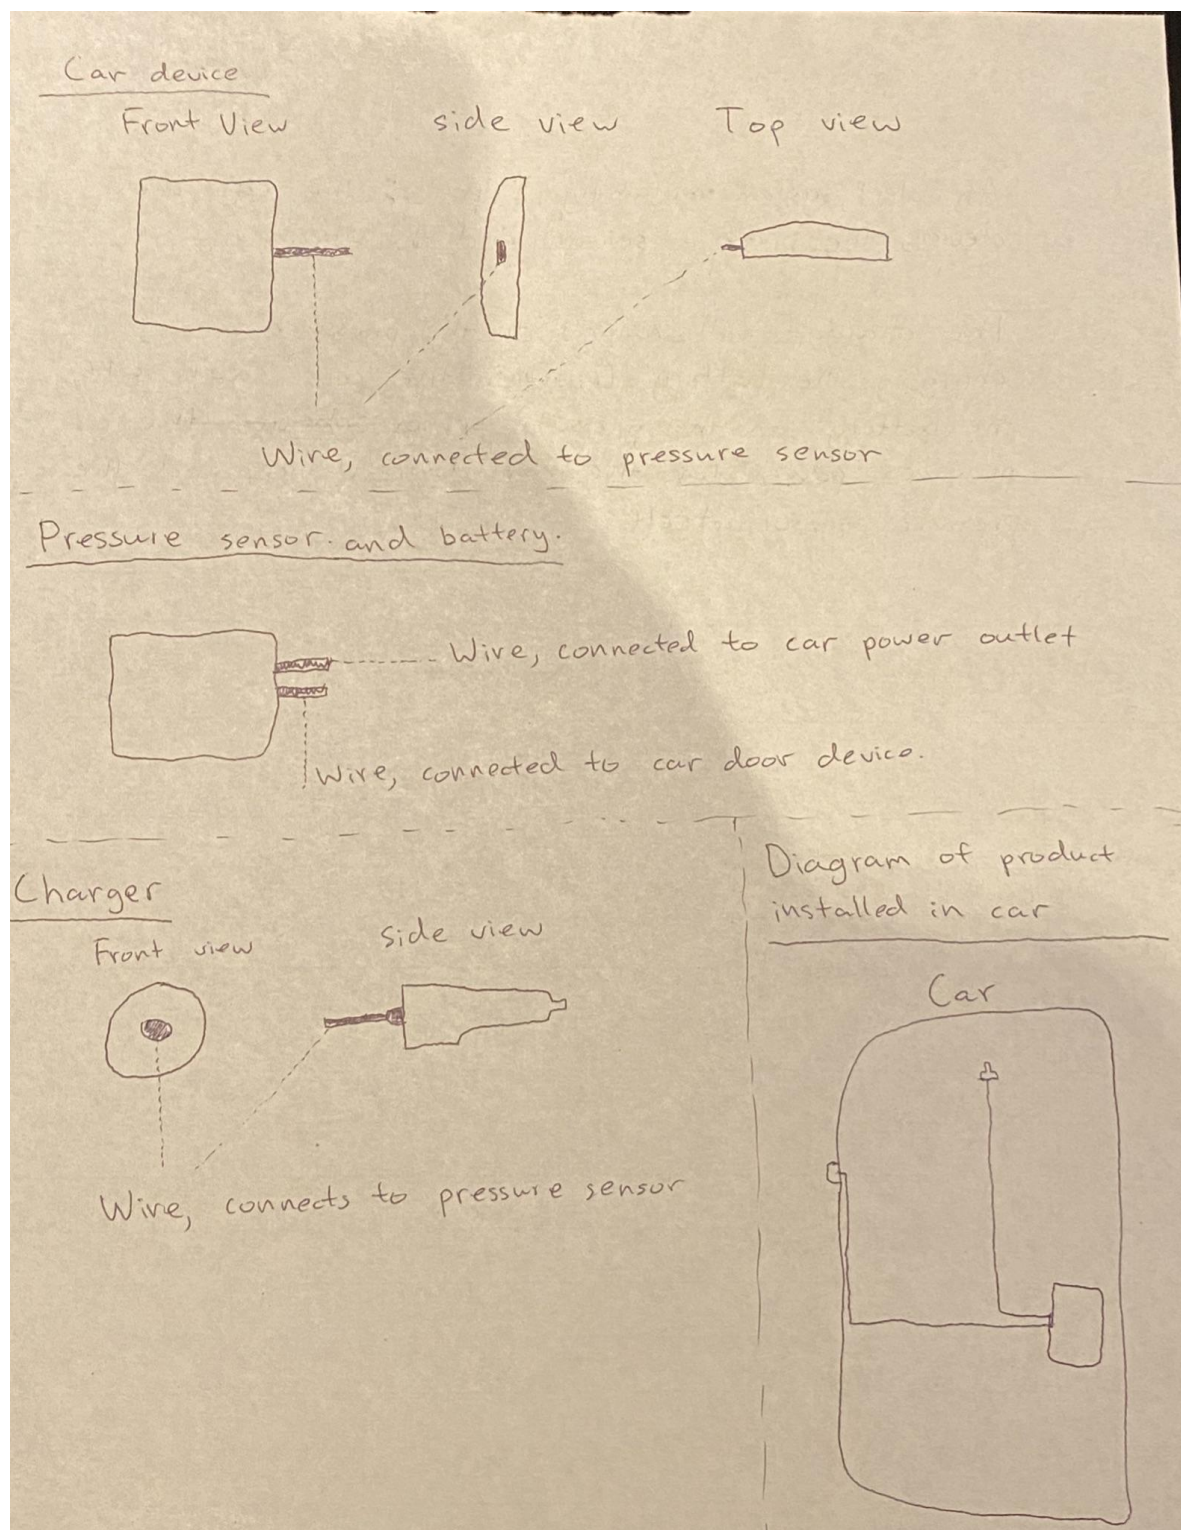 Car device
Front View
side view
Top view
Wire, connected to pressure sensor
Pressure sensor and battery.
Wire, connected to car power outlet
Wire, connected to car door device.
Charger
Front view
side view
Wire, connects to pressure sensor
Diagram of product
installed in car
Car